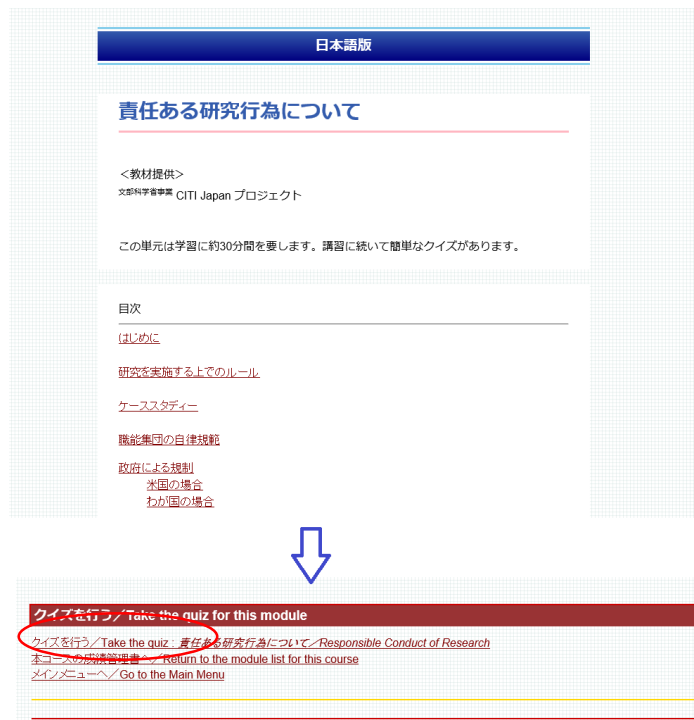 日本語版
責任ある研究行為について
＜教材提供＞
文部科学省事業 CITI Japan プロジェクト
この単元は学習に約30分間を要します。講習に続いて簡単なクイズがあります。
目次
はじめに
研究を実施する上でのルール
ケーススタディー
職能集団の自律規範
政府による規制
米国の場合
わが国の場合
クイズを行う／Take the quiz for this module
クイズを行う／Take the quiz : 責任ある研究行為について／Responsible Conduct of Research
本コースの成績管理書へ／Return to the module list for this course
メインメニューへ／Go to the Main Menu